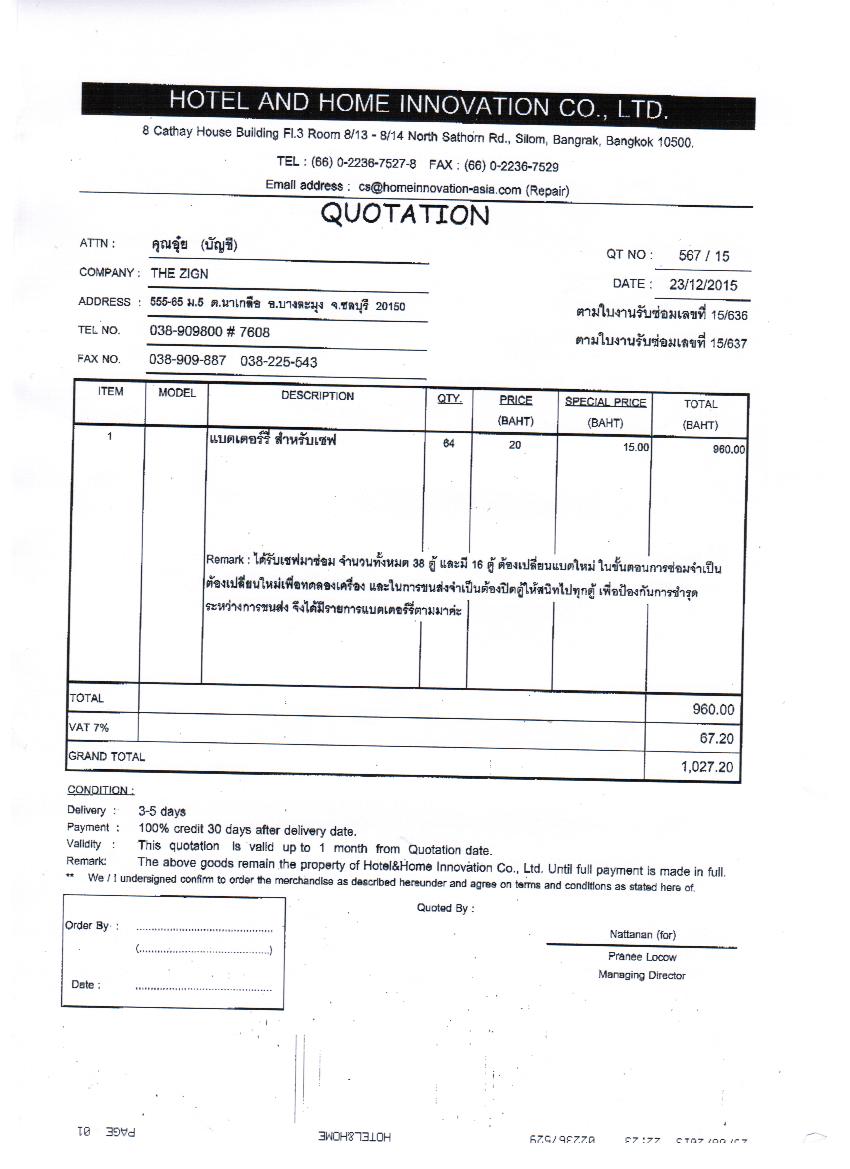 HOTEL AND HOME INNOVATION CO., LTD.
8 Cathay House Building Fl.3 Room 8/13 - 8/14 North Sathorn Rd., Silom, Bangrak, Bangkok 10500.
TEL : (66) 0-2236-7527-8 FAX : (66) 0-2236-7529
Email address : cs@homeinnovation-asia.com (Repair)
QUOTATION
ATTN : คุณอุ๋ย (บัญชี)
QT NO : 567 / 15
COMPANY : THE ZIGN
DATE : 23/12/2015
ADDRESS : 555-65 ม.5 ต.นาเกลือ อ.บางละมุง จ.ชลบุรี 20150
ตามใบงานรับซ่อมเลขที่ 15/636
TEL NO. 038-909800 # 7608
ตามใบงานรับซ่อมเลขที่ 15/637
FAX NO. 038-909-887 038-225-543
ITEM MODEL DESCRIPTION QTY. PRICE SPECIAL PRICE TOTAL
(BAHT) (BAHT) (BAHT)
1 แบตเตอร์รี่ สำหรับเซฟ 64 20 15.00 960.00
Remark : ได้รับเซฟมาซ่อม จำนวนทั้งหมด 38 ตู้ และมี 16 ตู้ ต้องเปลี่ยนแบตใหม่ ในขั้นตอนการซ่อมจำเป็น
ต้องเปลี่ยนใหม่เพื่อทดลองเครื่อง และในการขนส่งจำเป็นต้องปิดตู้ให้สนิทไปทุกตู้ เพื่อป้องกันการชำรุด
ระหว่างการขนส่ง จึงได้มีรายการแบตเตอร์รี่ตามมาค่ะ
TOTAL 960.00
VAT 7% 67.20
GRAND TOTAL 1,027.20
CONDITION :
Delivery : 3-5 days
Payment : 100% credit 30 days after delivery date.
Validity : This quotation is valid up to 1 month from Quotation date.
Remark: The above goods remain the property of Hotel&Home Innovation Co., Ltd. Until full payment is made in full.
** We / I undersigned confirm to order the merchandise as described hereunder and agree on terms and conditions as stated here of.
Quoted By :
Order By : ..........................................
(........................................)
Date : ..........................................
Nattanan (for)
Pranee Locow
Managing Director
PAGE 01
HOTEL&HOME